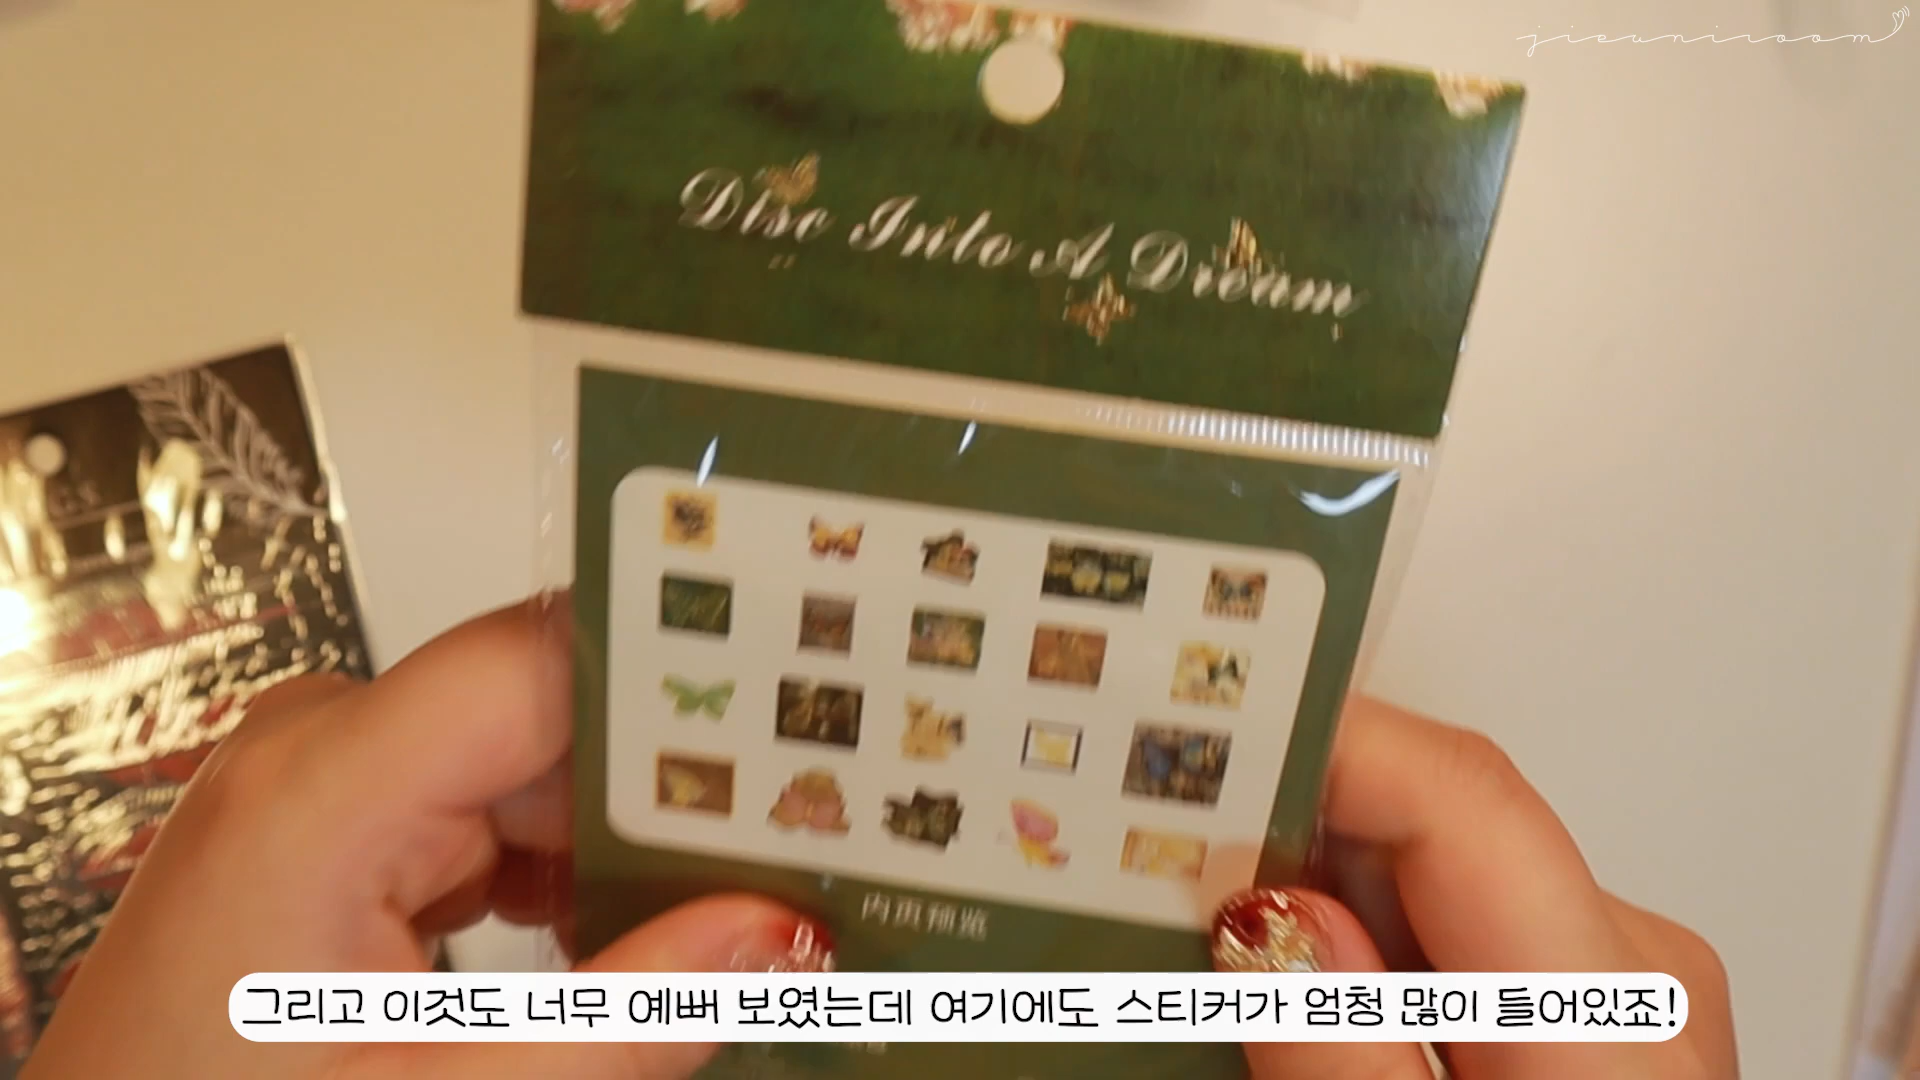 jieuniroom
Disc Into A Dream
内页预览
그리고 이것도 너무 예뻐 보였는데 여기에도 스티커가 엄청 많이 들어있죠!